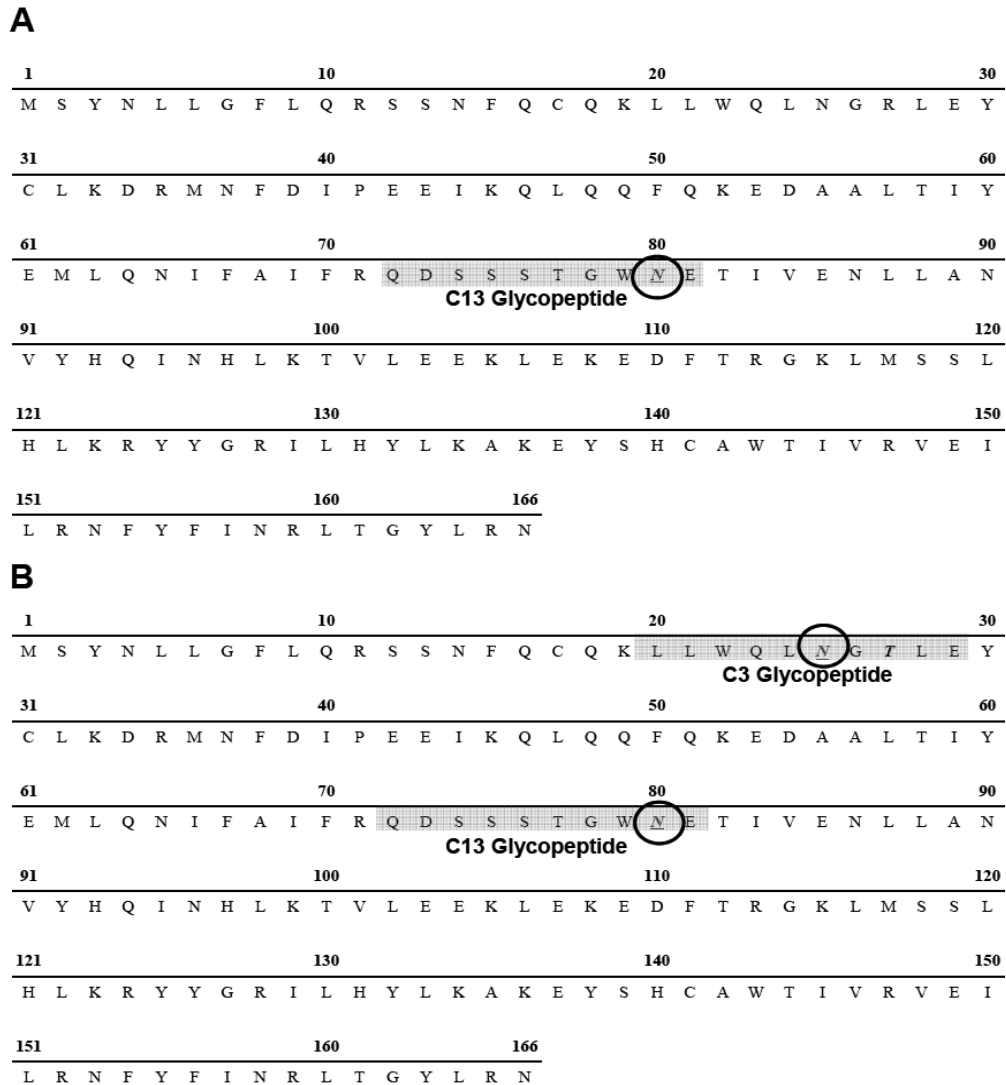 A
1 10 20 30
M S Y N L L G F L Q R S S N F Q C Q K L L W Q L N G R L E Y
31 40 50 60
C L K D R M N F D I P E E I K Q L Q Q F Q K E D A A L T I Y
61 70 80 90
E M L Q N I F A I F R Q D S S S T G W N E T I V E N L L A N
C13 Glycopeptide
91 100 110 120
V Y H Q I N H L K T V L E E K L E K E D F T R G K L M S S L
121 130 140 150
H L K R Y Y G R I L H Y L K A K E Y S H C A W T I V R V E I
151 160 166
L R N F Y F I N R L T G Y L R N
B
1 10 20 30
M S Y N L L G F L Q R S S N F Q C Q K L L W Q L N G T L E Y
C3 Glycopeptide
31 40 50 60
C L K D R M N F D I P E E I K Q L Q Q F Q K E D A A L T I Y
61 70 80 90
E M L Q N I F A I F R Q D S S S T G W N E T I V E N L L A N
C13 Glycopeptide
91 100 110 120
V Y H Q I N H L K T V L E E K L E K E D F T R G K L M S S L
121 130 140 150
H L K R Y Y G R I L H Y L K A K E Y S H C A W T I V R V E I
151 160 166
L R N F Y F I N R L T G Y L R N